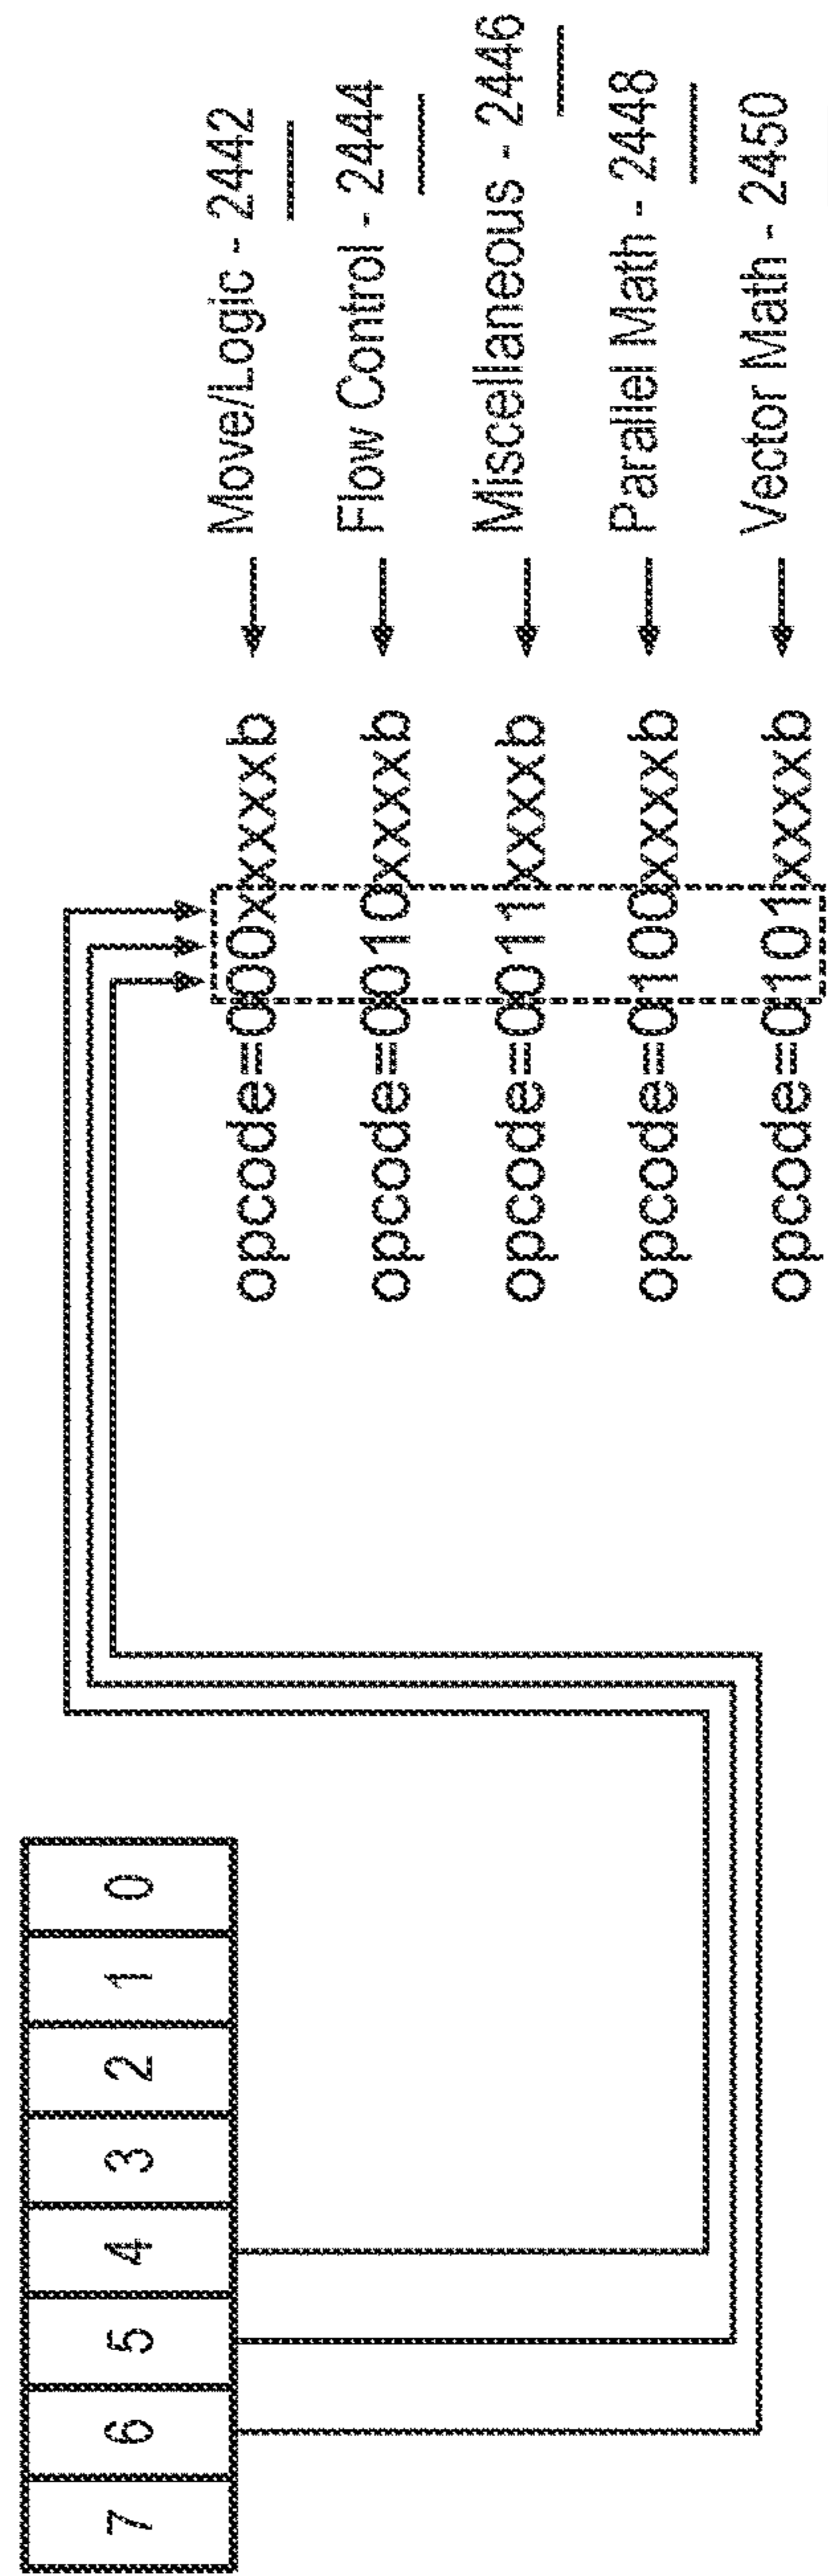 7 6 5 4 3 2 1 0
opcode=000xxxxxb ← Move/Logic - 2442
opcode=0010xxxxb ← Flow Control - 2444
opcode=0011xxxxb ← Miscellaneous - 2446
opcode=0100xxxxb ← Parallel Math - 2448
opcode=0101xxxxb ← Vector Math - 2450